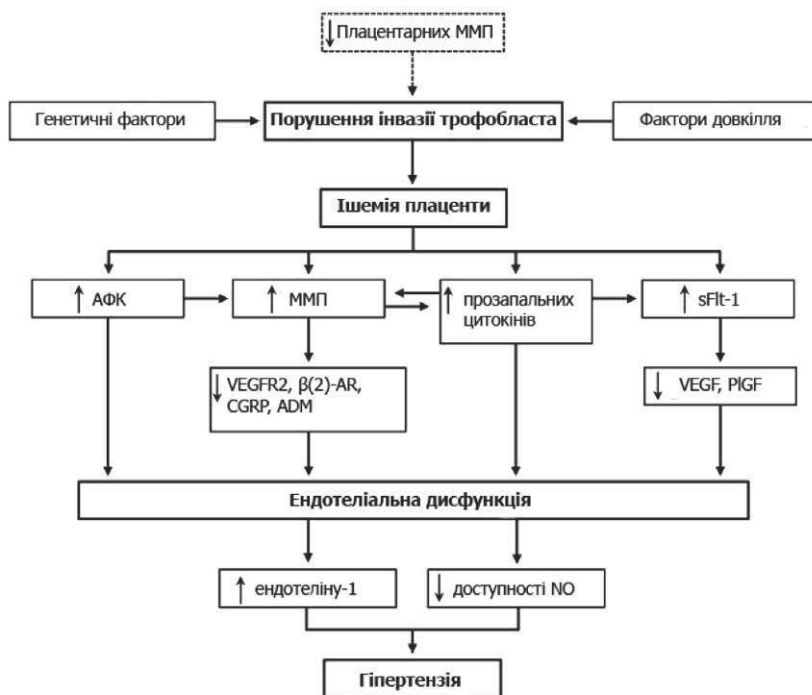 ↓ Плацентарних ММП
Генетичні фактори
Порушення інвазії трофобласта
Фактори довкілля
Ішемія плаценти
↑ АФК
↑ ММП
↑ прозапальних
цитокінів
↑ sFlt-1
↓ VEGFR2, β(2)-AR,
CGRP, ADM
↓ VEGF, PlGF
Ендотеліальна дисфункція
↑ ендотеліну-1
↓ доступності NO
Гіпертензія